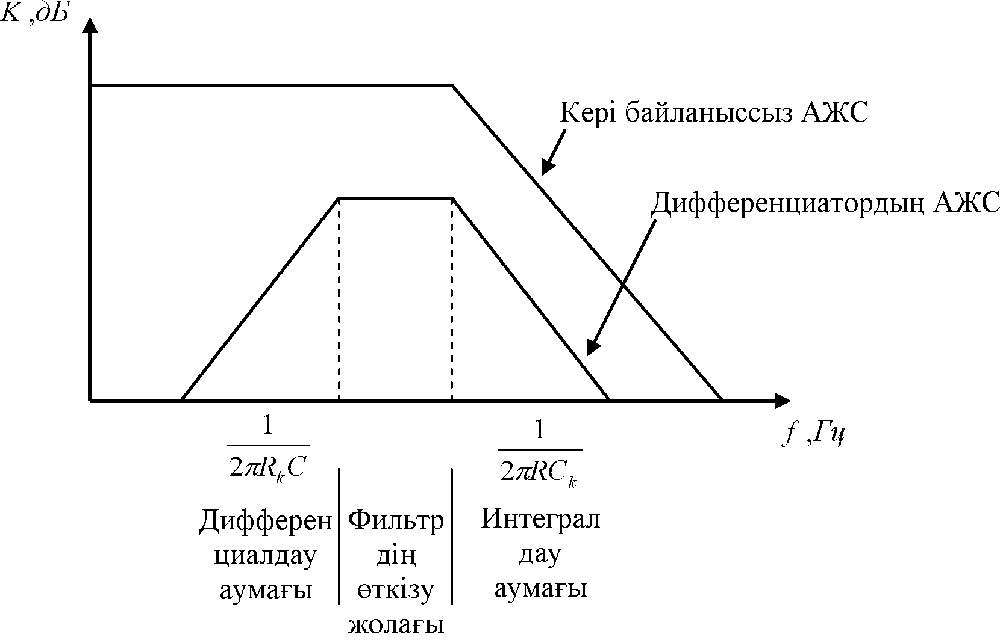 K ,дБ
Кері байланыссыз АЖС
Дифференциатордың АЖС
f ,Гц
1
2πR_kC
1
2πRC_k
Дифферен
циалдау
аумағы
Фильтр
дің
өткізу
жолағы
Интеграл
дау
аумағы